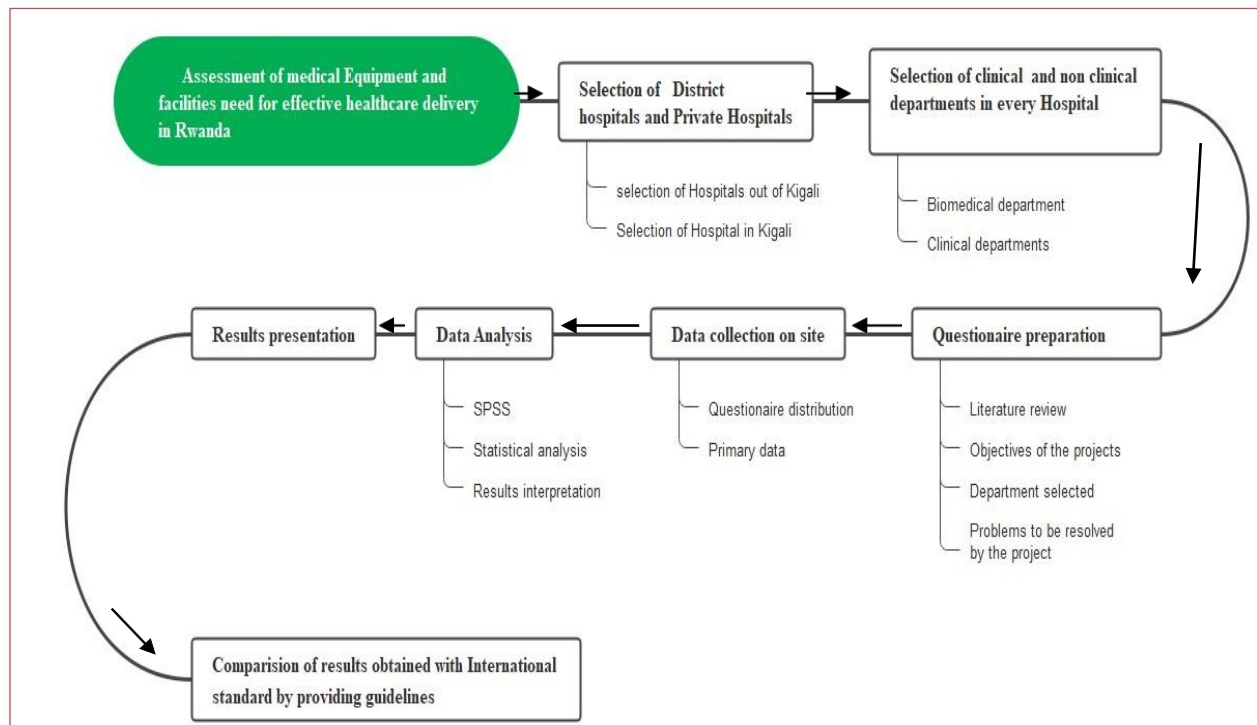 Assessment of medical Equipment and
facilities need for effective healthcare delivery
in Rwanda
Selection of District
hospitals and Private Hospitals
selection of Hospitals out of Kigali
Selection of Hospital in Kigali
Selection of clinical and non clinical
departments in every Hospital
Biomedical department
Clinical departments
Questionaire preparation
Literature review
Objectives of the projects
Department selected
Problems to be resolved
by the project
Data collection on site
Questionaire distribution
Primary data
Data Analysis
SPSS
Statistical analysis
Results interpretation
Results presentation
Comparision of results obtained with International
standard by providing guidelines